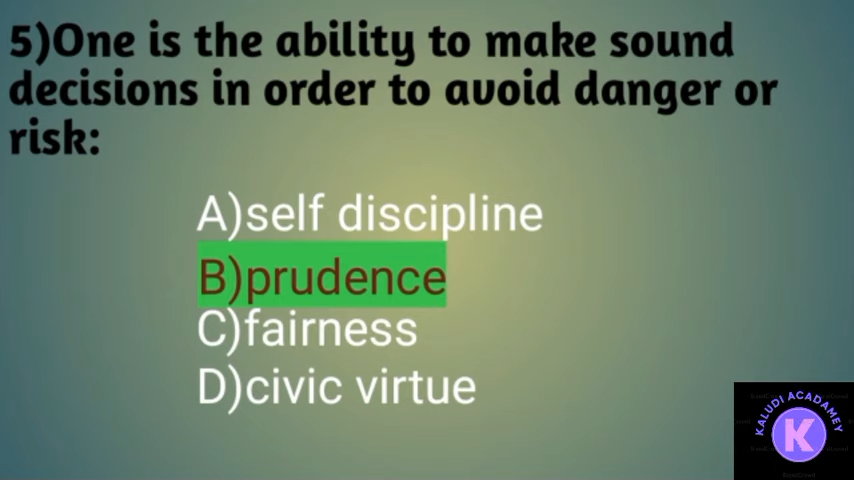 5)One is the ability to make sound
decisions in order to avoid danger or
risk:
A)self discipline
B)prudence
C)fairness
D)civic virtue
KALUDI ACADAMEY
K